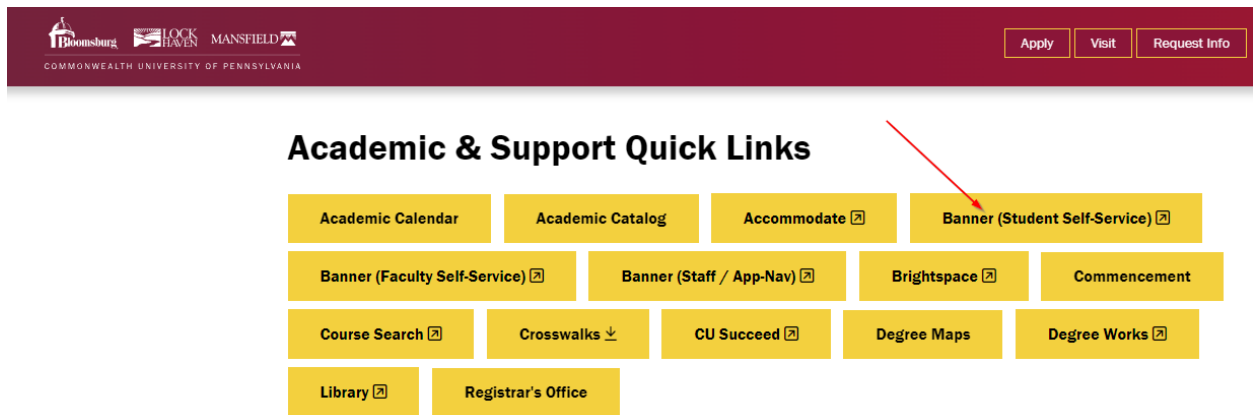 Bloomsburg LOCK HAVEN MANSFIELD
COMMONWEALTH UNIVERSITY OF PENNSYLVANIA
Apply Visit Request Info
Academic & Support Quick Links
Academic Calendar Academic Catalog Accommodate Banner (Student Self-Service)
Banner (Faculty Self-Service) Banner (Staff / App-Nav) Brightspace Commencement
Course Search Crosswalks CU Succeed Degree Maps Degree Works
Library Registrar's Office